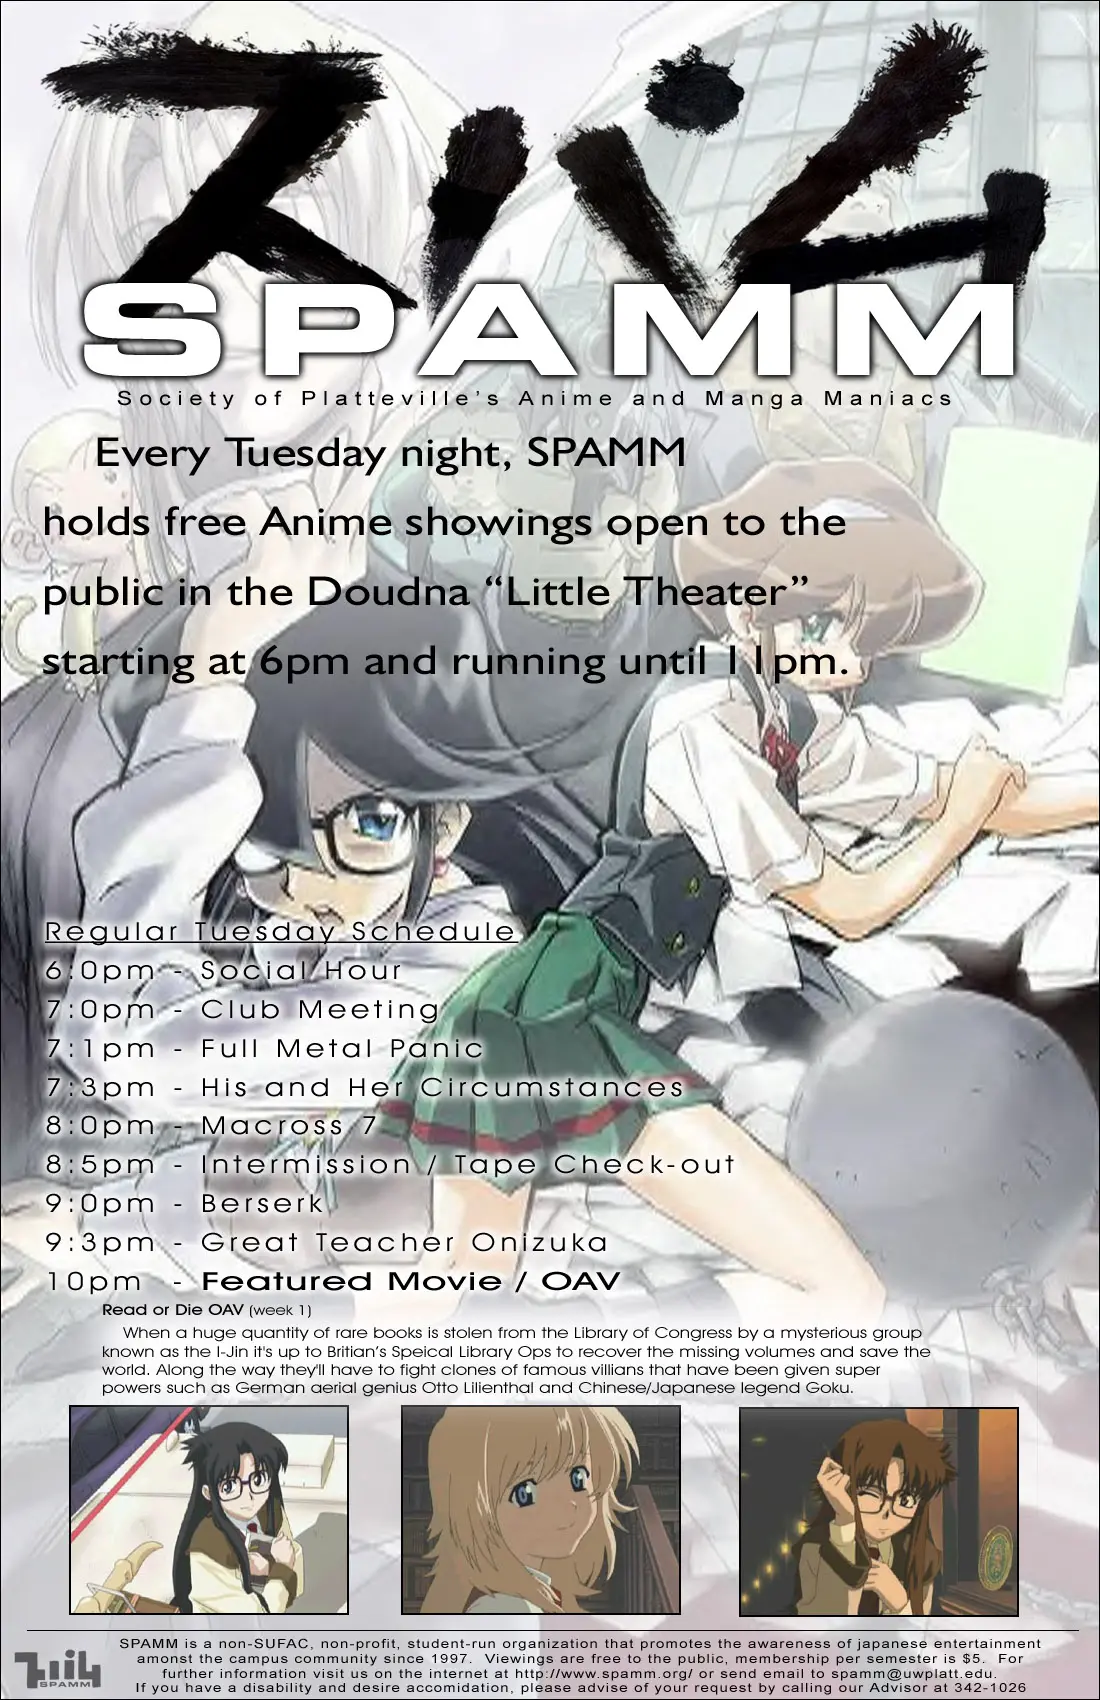 スパム
SPAMM
Society of Platteville's Anime and Manga Maniacs
Every Tuesday night, SPAMM
holds free Anime showings open to the
public in the Doudna “Little Theater”
starting at 6pm and running until 11pm.
Regular Tuesday Schedule
6:0pm - Social Hour
7:0pm - Club Meeting
7:1pm - Full Metal Panic
7:3pm - His and Her Circumstances
8:0pm - Macross 7
8:5pm - Intermission / Tape Check-out
9:0pm - Berserk
9:3pm - Great Teacher Onizuka
10pm - Featured Movie / OAV
Read or Die OAV (week 1)
When a huge quantity of rare books is stolen from the Library of Congress by a mysterious group
known as the I-Jin it's up to Britian’s Speical Library Ops to recover the missing volumes and save the
world. Along the way they'll have to fight clones of famous villians that have been given super
powers such as German aerial genius Otto Lilienthal and Chinese/Japanese legend Goku.
SPAMM is a non-SUFAC, non-profit, student-run organization that promotes the awareness of japanese entertainment
amonst the campus community since 1997. Viewings are free to the public, membership per semester is $5. For
further information visit us on the internet at http://www.spamm.org/ or send email to spamm@uwplatt.edu.
If you have a disability and desire accomidation, please advise of your request by calling our Advisor at 342-1026
スパム
SPAMM